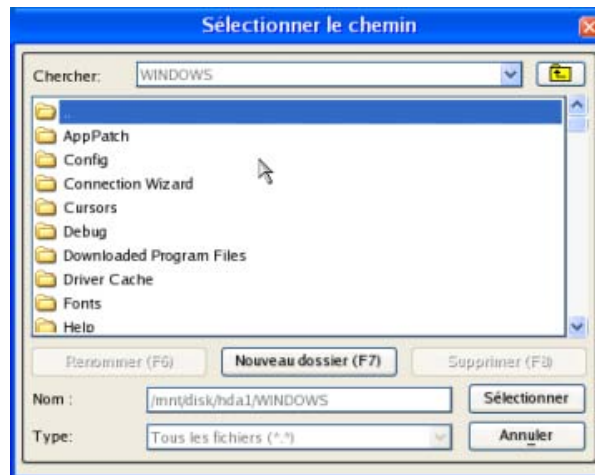 Sélectionner le chemin
Chercher: WINDOWS
..
AppPatch
Config
Connection Wizard
Cursors
Debug
Downloaded Program Files
Driver Cache
Fonts
Help
Renommer (F6) Nouveau dossier (F7) Supprimer (F8)
Nom : /mnt/disk/hda1/WINDOWS Sélectionner
Type: Tous les fichiers (*.*) Annuler